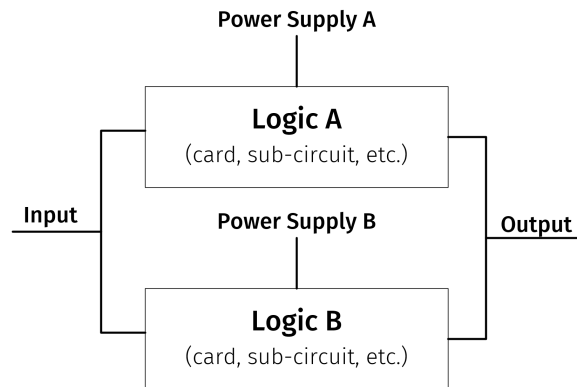 Power Supply A
Logic A
(card, sub-circuit, etc.)
Input
Power Supply B
Output
Logic B
(card, sub-circuit, etc.)